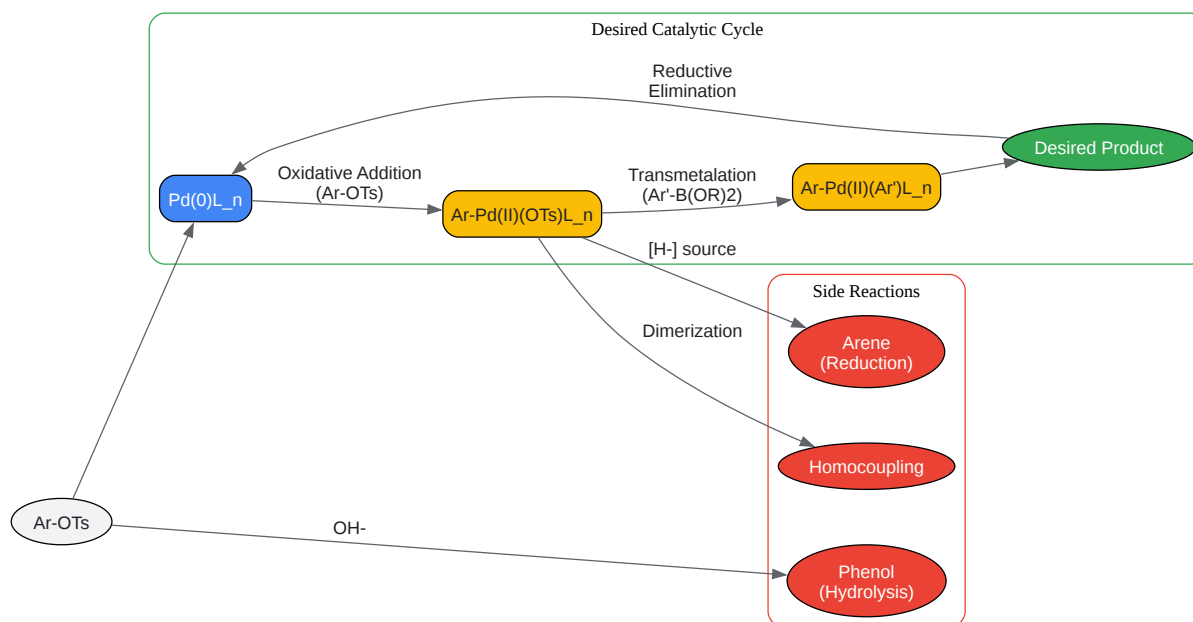 Desired Catalytic Cycle
Reductive
Elimination
Desired Product
Oxidative Addition
(Ar-OTs)
Transmetalation
(Ar'-B(OR)2)
Pd(0)L_n
Ar-Pd(II)(OTs)L_n
Ar-Pd(II)(Ar')L_n
[H-] source
Side Reactions
Dimerization
Arene
(Reduction)
Homocoupling
Ar-OTs
OH-
Phenol
(Hydrolysis)